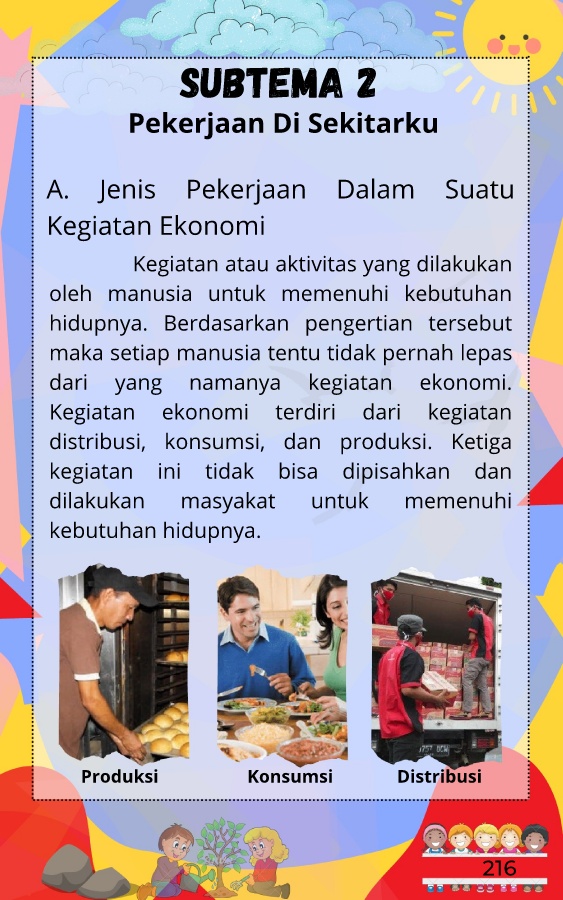 SUBTEMA 2
Pekerjaan Di Sekitarku
A. Jenis Pekerjaan Dalam Suatu
Kegiatan Ekonomi
Kegiatan atau aktivitas yang dilakukan
oleh manusia untuk memenuhi kebutuhan
hidupnya. Berdasarkan pengertian tersebut
maka setiap manusia tentu tidak pernah lepas
dari yang namanya kegiatan ekonomi.
Kegiatan ekonomi terdiri dari kegiatan
distribusi, konsumsi, dan produksi. Ketiga
kegiatan ini tidak bisa dipisahkan dan
dilakukan masyakat untuk memenuhi
kebutuhan hidupnya.
Produksi
Konsumsi
Distribusi
216